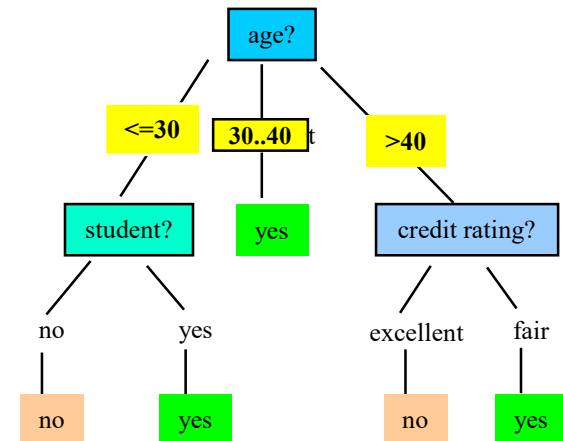 age?
<=30
30..40
t
>40
student?
yes
credit rating?
no
yes
excellent
fair
no
yes
no
yes